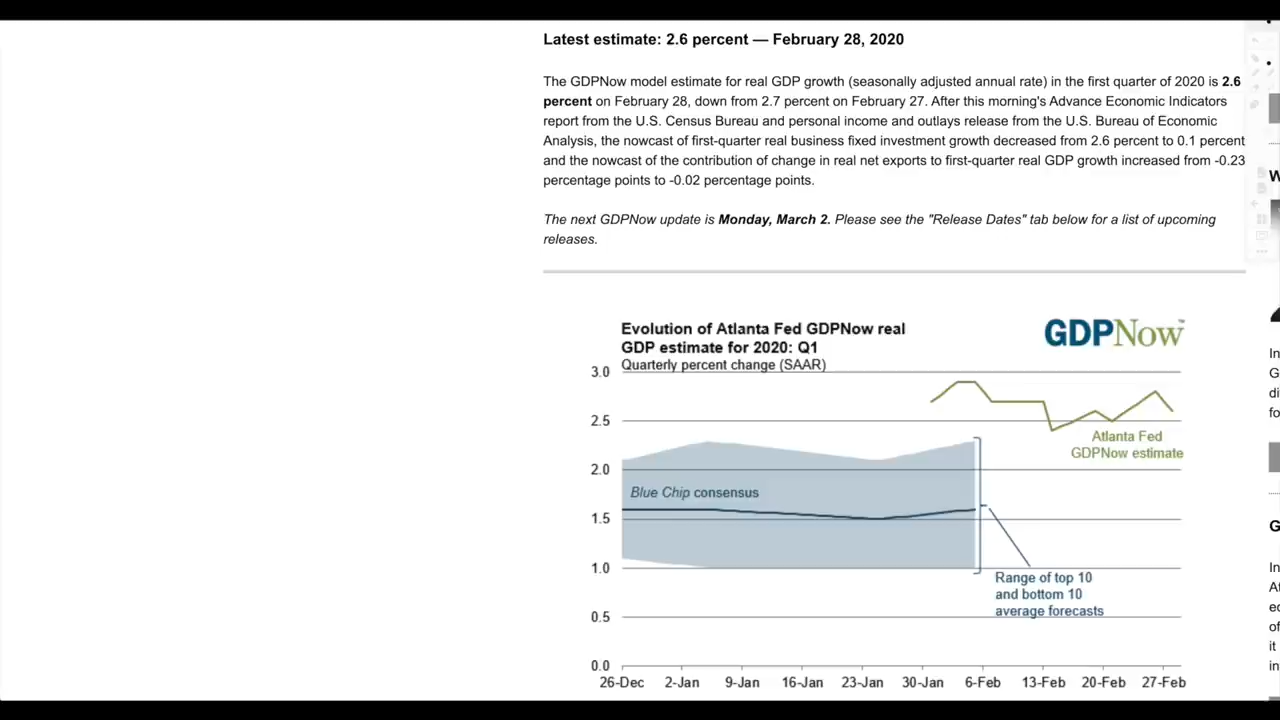 Latest estimate: 2.6 percent — February 28, 2020
The GDPNow model estimate for real GDP growth (seasonally adjusted annual rate) in the first quarter of 2020 is 2.6
percent on February 28, down from 2.7 percent on February 27. After this morning's Advance Economic Indicators
report from the U.S. Census Bureau and personal income and outlays release from the U.S. Bureau of Economic
Analysis, the nowcast of first-quarter real business fixed investment growth decreased from 2.6 percent to 0.1 percent
and the nowcast of the contribution of change in real net exports to first-quarter real GDP growth increased from -0.23
percentage points to -0.02 percentage points.
The next GDPNow update is Monday, March 2. Please see the "Release Dates" tab below for a list of upcoming
releases.
Evolution of Atlanta Fed GDPNow real
GDP estimate for 2020: Q1
Quarterly percent change (SAAR)
GDPNow™
3.0
2.5
2.0
1.5
1.0
0.5
0.0
Atlanta Fed
GDPNow estimate
Blue Chip consensus
Range of top 10
and bottom 10
average forecasts
26-Dec 2-Jan 9-Jan 16-Jan 23-Jan 30-Jan 6-Feb 13-Feb 20-Feb 27-Feb